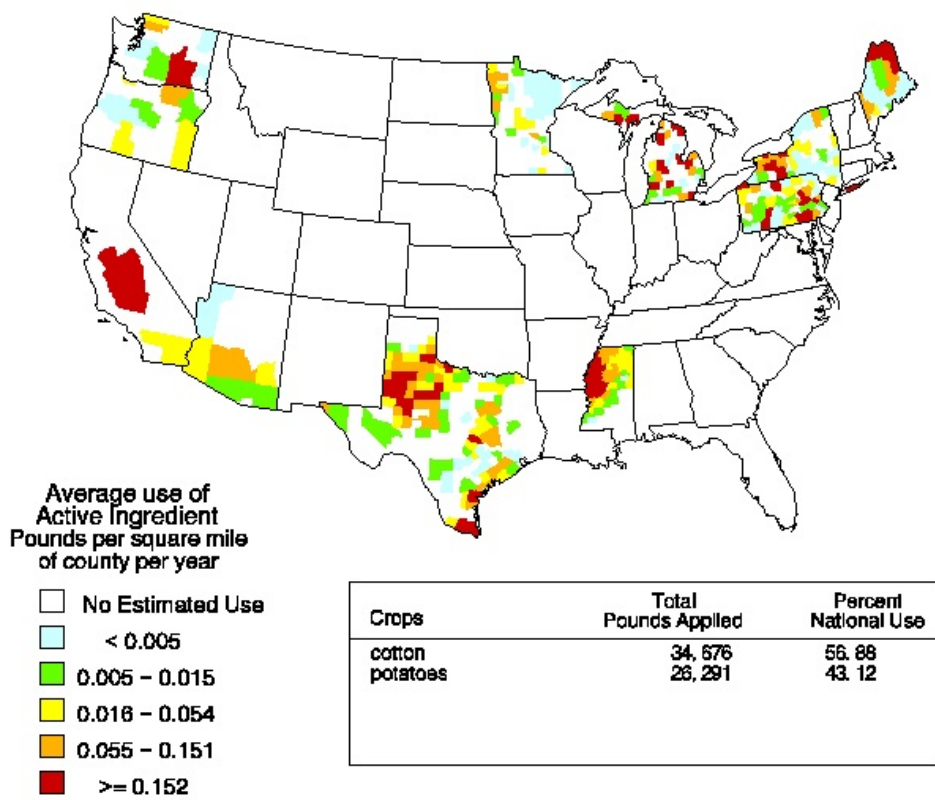 Average use of
Active Ingredient
Pounds per square mile
of county per year
No Estimated Use
< 0.005
0.005 – 0.015
0.016 – 0.054
0.055 – 0.151
>= 0.152
Crops Total Pounds Applied Percent National Use
cotton 34, 676 56. 88
potatoes 26, 291 43. 12